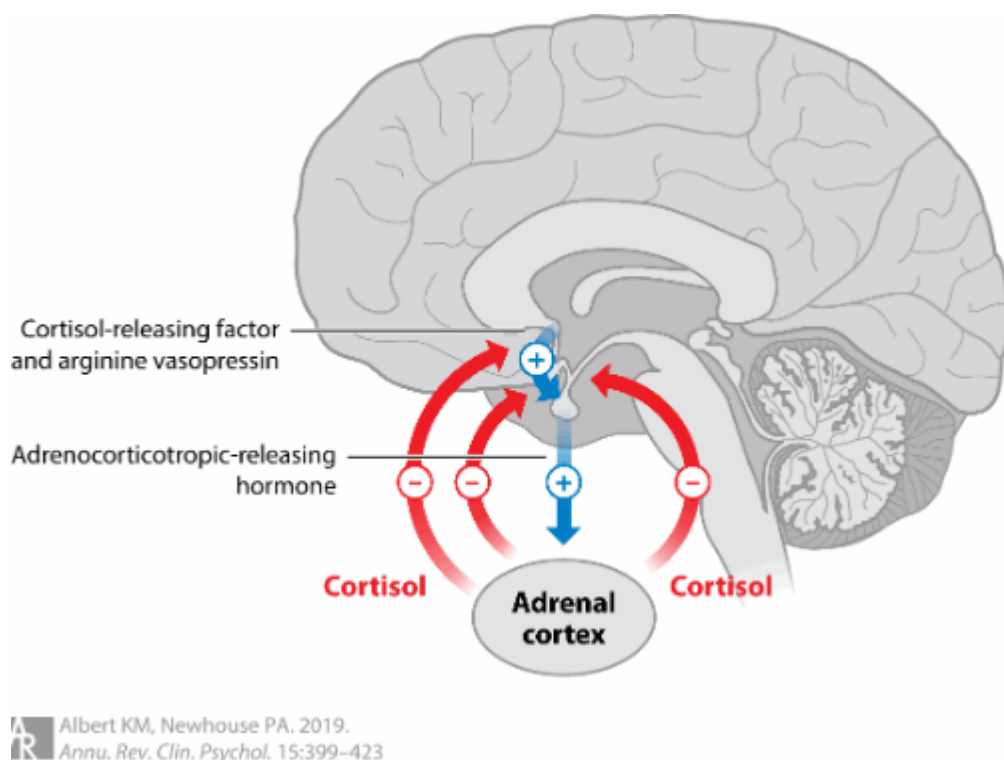 Cortisol-releasing factor
and arginine vasopressin
+
Adrenocorticotropic-releasing
hormone
−
−
+
−
Cortisol
Cortisol
Adrenal
cortex
AR
Albert KM, Newhouse PA. 2019.
Annu. Rev. Clin. Psychol. 15:399–423